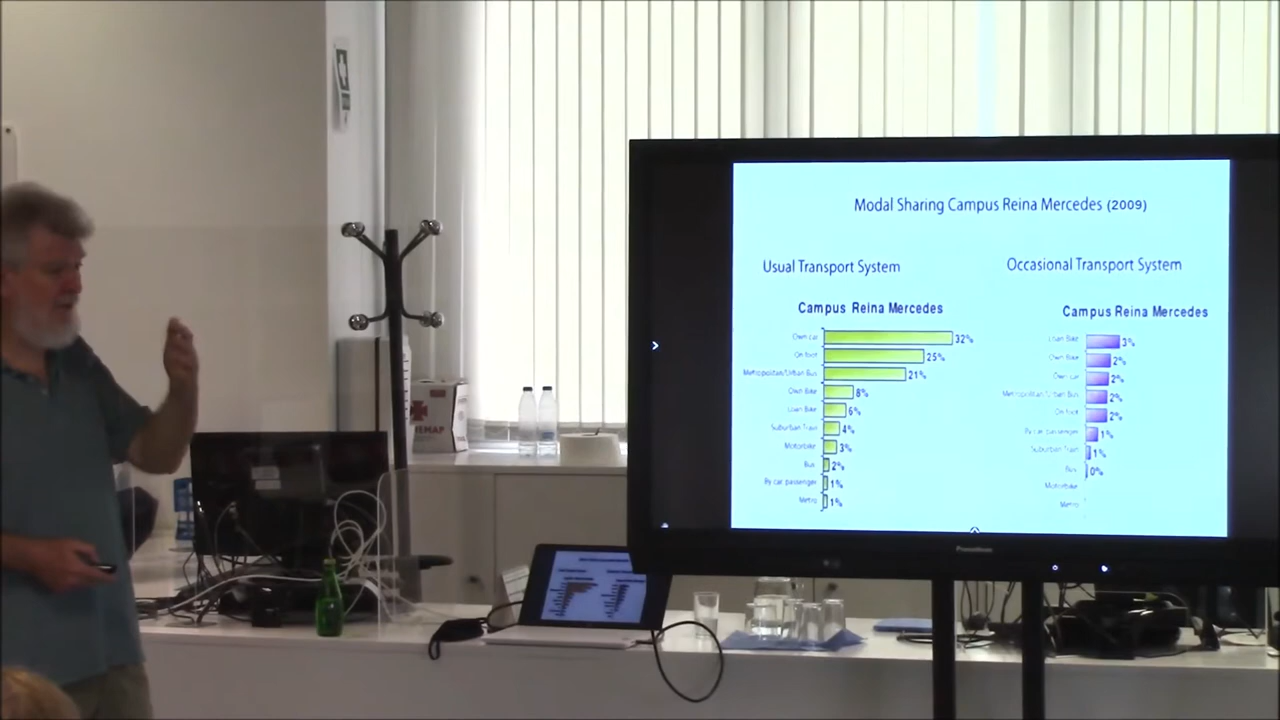 Modal Sharing Campus Reina Mercedes (2009)
Usual Transport System
Campus Reina Mercedes
Own car 32%
On foot 25%
Metropolitan/Urban Bus 21%
Own Bike 8%
Loan Bike 6%
Suburban Train 4%
Motorbike 3%
Bus 2%
By car passenger 1%
Metro 1%
Occasional Transport System
Campus Reina Mercedes
Loan Bike 3%
Own Bike 2%
Own car 2%
Metropolitan/Urban Bus 2%
On foot 2%
By car passenger 1%
Suburban Train 1%
Bus 0%
Motorbike
Metro